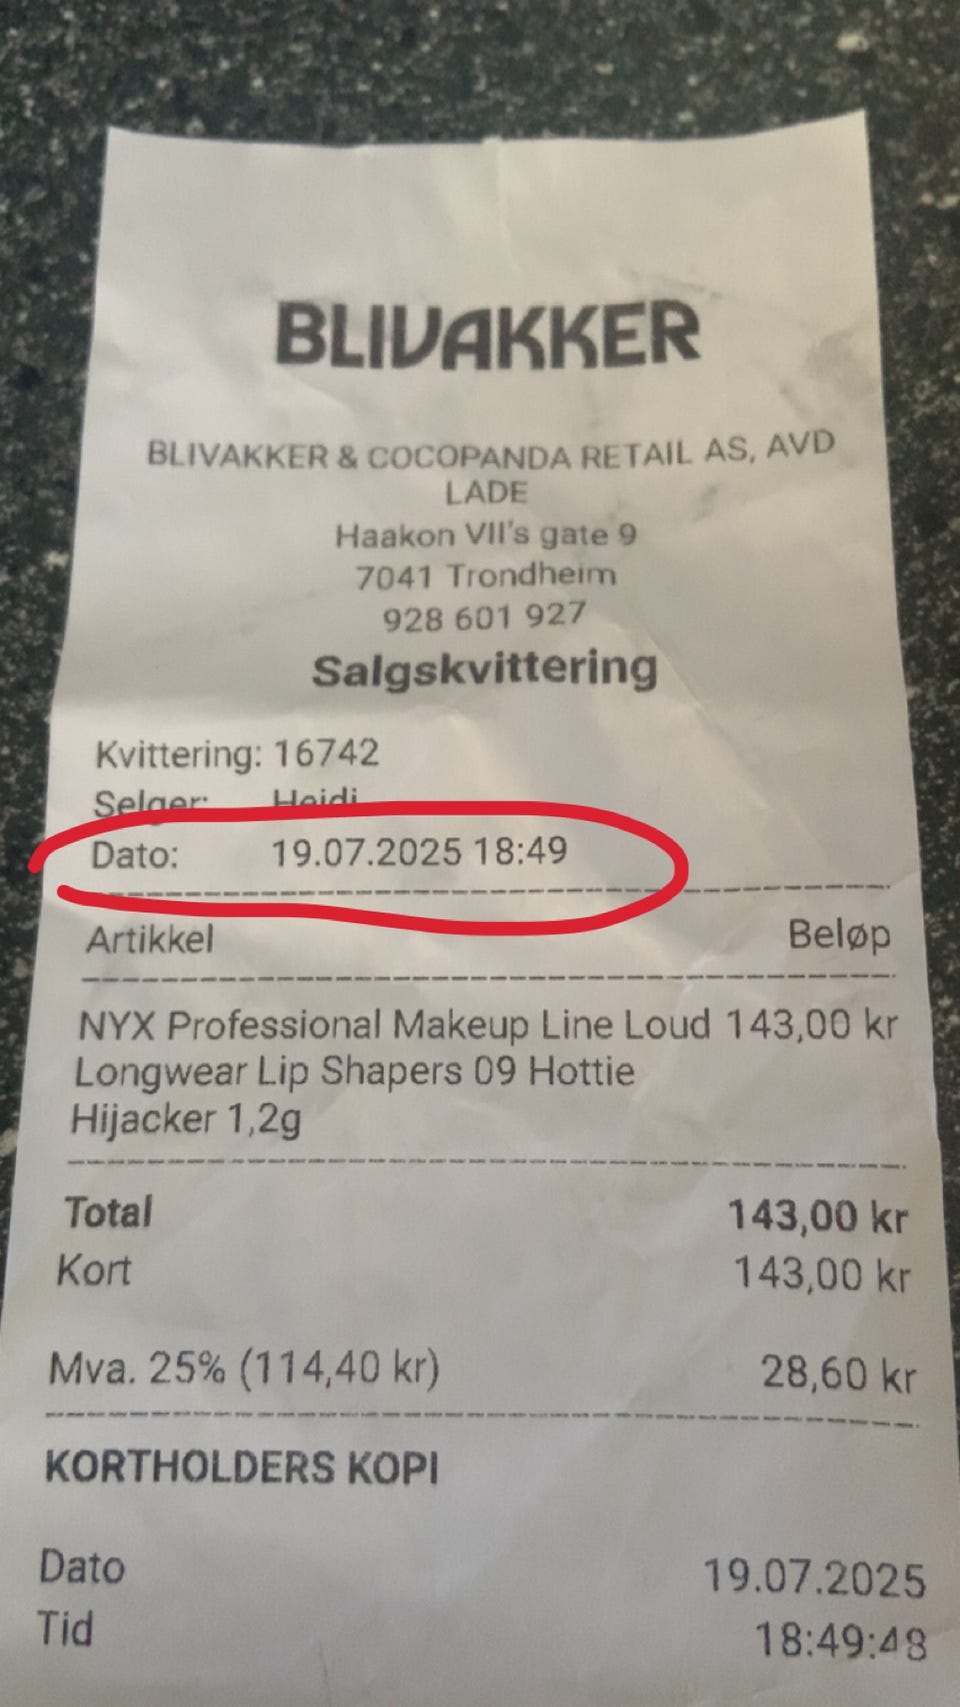 BLIVAKKER
BLIVAKKER & COCOPANDA RETAIL AS, AVD
LADE
Haakon VII's gate 9
7041 Trondheim
928 601 927
Salgskvittering
Kvittering: 16742
Selger: Heidi
Dato: 19.07.2025 18:49
Artikkel Beløp
NYX Professional Makeup Line Loud 143,00 kr
Longwear Lip Shapers 09 Hottie
Hijacker 1,2g
Total 143,00 kr
Kort 143,00 kr
Mva. 25% (114,40 kr) 28,60 kr
KORTHOLDERS KOPI
Dato 19.07.2025
Tid 18:49:48